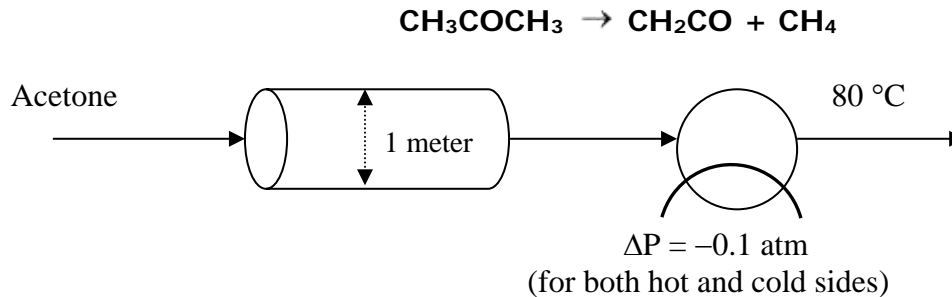 CH3COCH3 → CH2CO + CH4
Acetone
1 meter
80 °C
ΔP = −0.1 atm
(for both hot and cold sides)